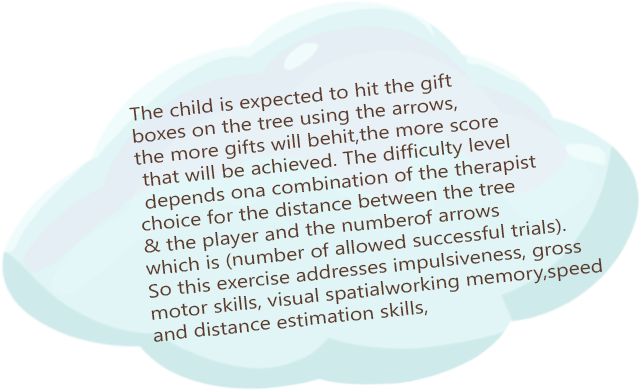 The child is expected to hit the gift
boxes on the tree using the arrows,
the more gifts will behit,the more score
that will be achieved. The difficulty level
depends ona combination of the therapist
choice for the distance between the tree
& the player and the numberof arrows
which is (number of allowed successful trials).
So this exercise addresses impulsiveness, gross
motor skills, visual spatialworking memory,speed
and distance estimation skills,